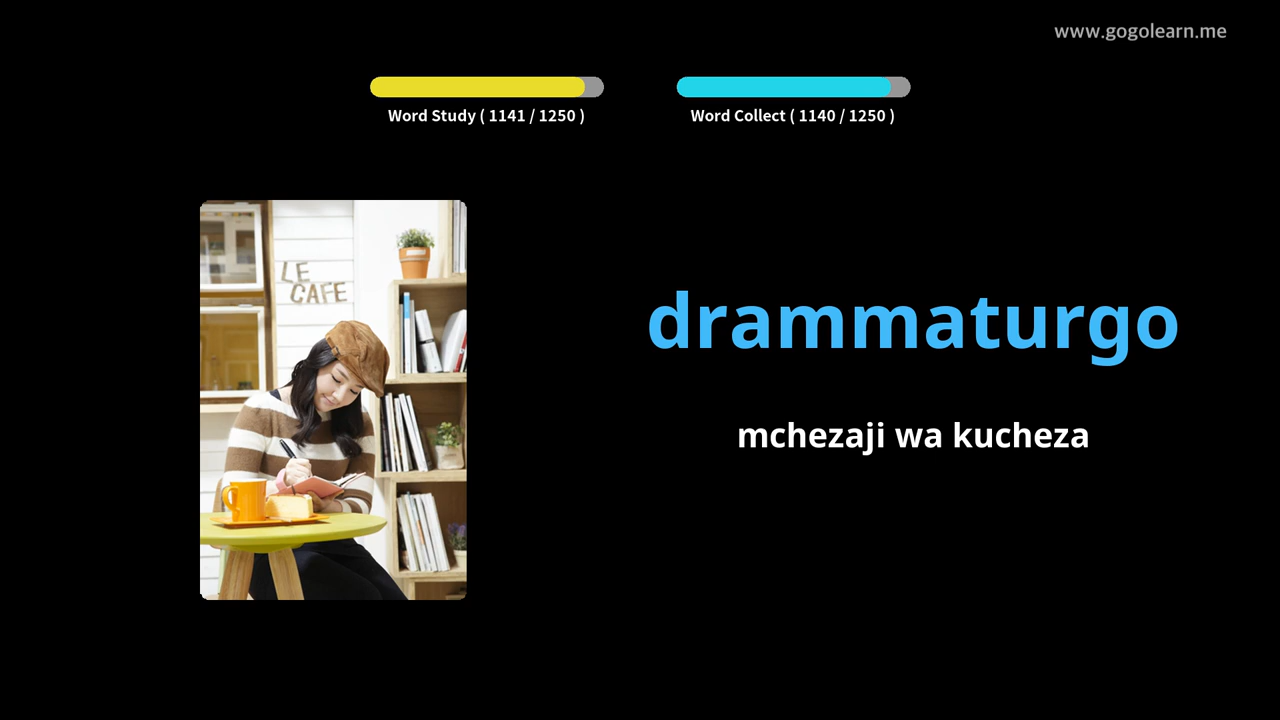 www.gogolearn.me
Word Study ( 1141 / 1250 )
Word Collect ( 1140 / 1250 )
LE
CAFE
drammaturgo
mchezaji wa kucheza